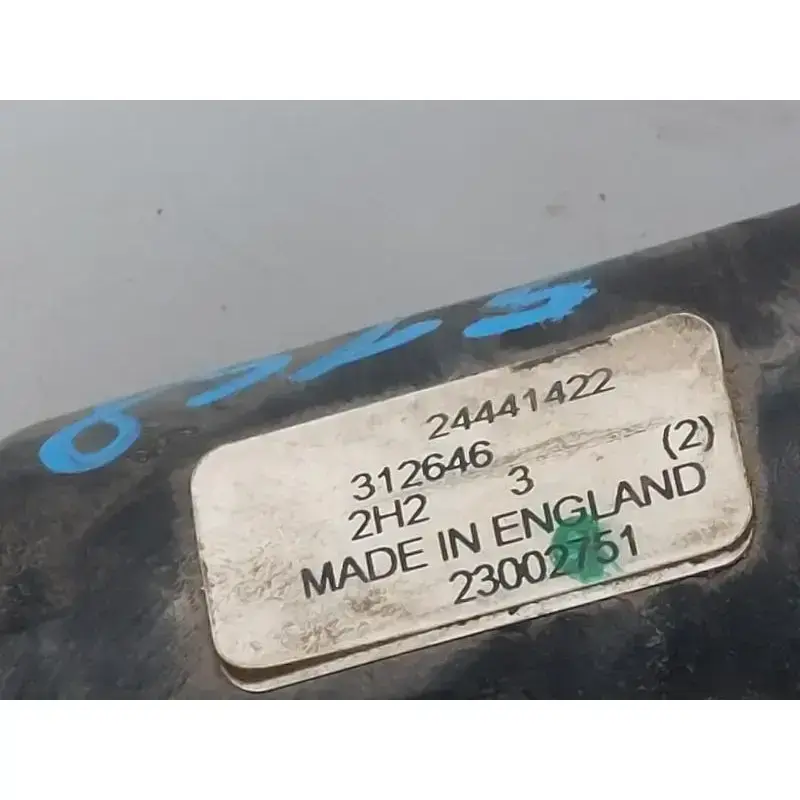 24441422
312646 (2)
2H2 3
MADE IN ENGLAND
23002751